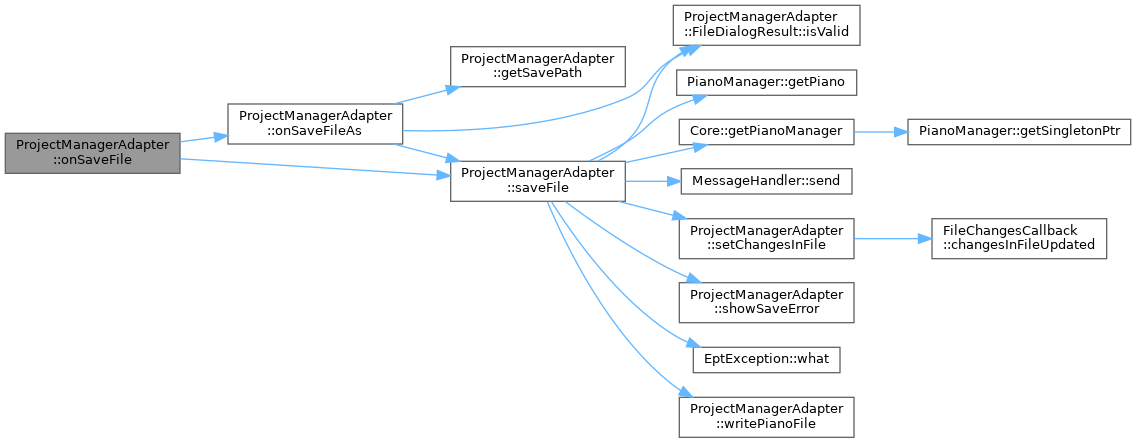 ProjectManagerAdapter
::onSaveFile
ProjectManagerAdapter
::onSaveFileAs
ProjectManagerAdapter
::getSavePath
ProjectManagerAdapter
::saveFile
ProjectManagerAdapter
::FileDialogResult::isValid
PianoManager::getPiano
Core::getPianoManager
MessageHandler::send
ProjectManagerAdapter
::setChangesInFile
ProjectManagerAdapter
::showSaveError
EptException::what
ProjectManagerAdapter
::writePianoFile
PianoManager::getSingletonPtr
FileChangesCallback
::changesInFileUpdated